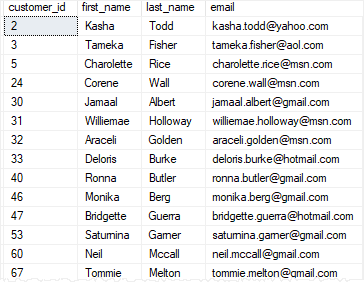 customer_id first_name last_name email
2 Kasha Todd kasha.todd@yahoo.com
3 Tameka Fisher tameka.fisher@aol.com
5 Charolette Rice charolette.rice@msn.com
24 Corene Wall corene.wall@msn.com
30 Jamaal Albert jamaal.albert@gmail.com
31 Williemae Holloway williemae.holloway@msn.com
32 Araceli Golden araceli.golden@msn.com
33 Deloris Burke deloris.burke@hotmail.com
40 Ronna Butler ronna.butler@gmail.com
46 Monika Berg monika.berg@gmail.com
47 Bridgette Guerra bridgette.guerra@hotmail.com
53 Saturnina Garner saturnina.garner@gmail.com
60 Neil Mccall neil.mccall@gmail.com
67 Tommie Melton tommie.melton@gmail.com